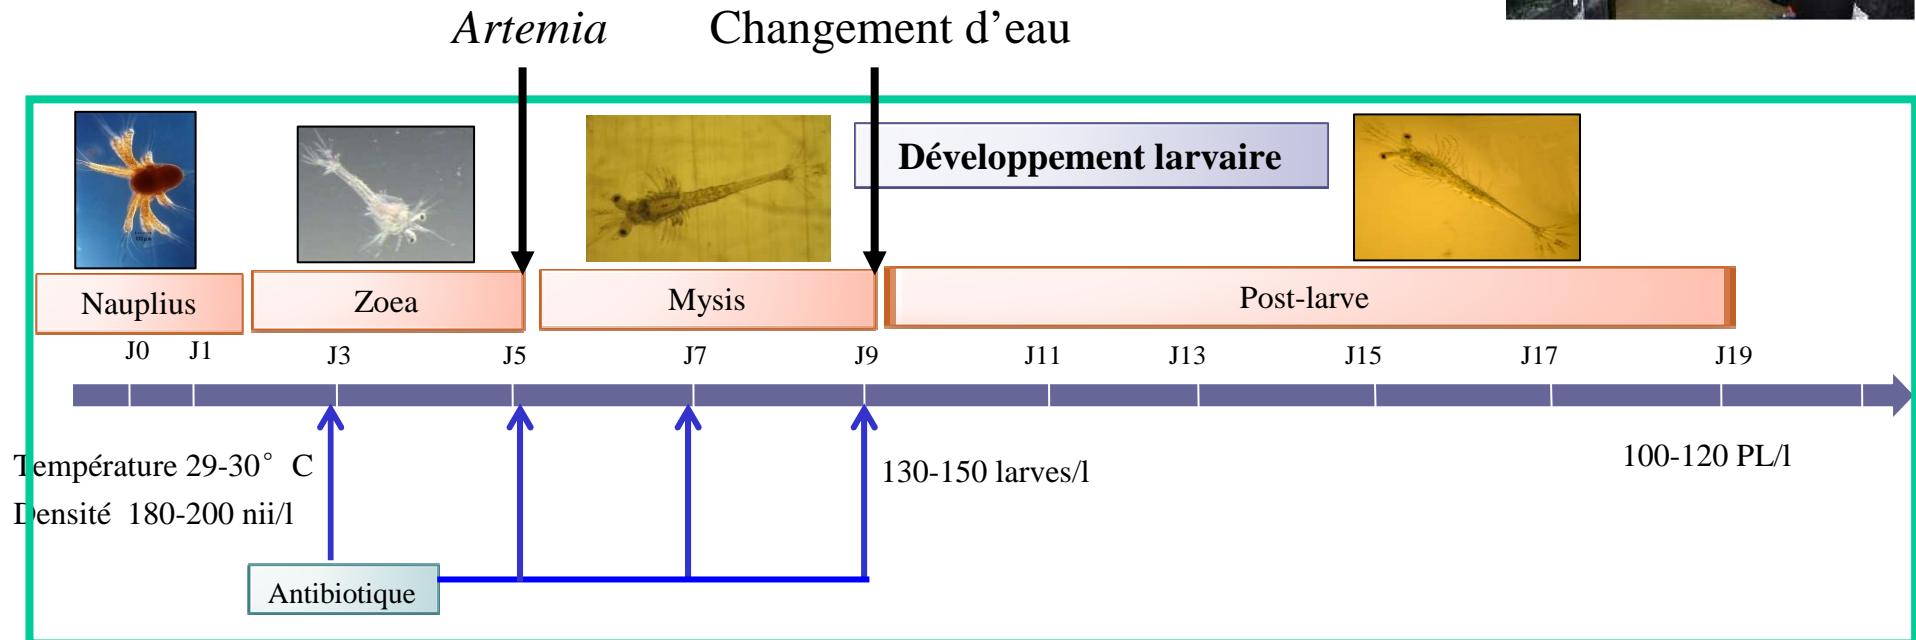 Artemia Changement d’eau
Développement larvaire
Nauplius Zoea Mysis Post-larve
J0 J1 J3 J5 J7 J9 J11 J13 J15 J17 J19
Température 29-30° C
Densité 180-200 nii/l
130-150 larves/l
100-120 PL/l
Antibiotique